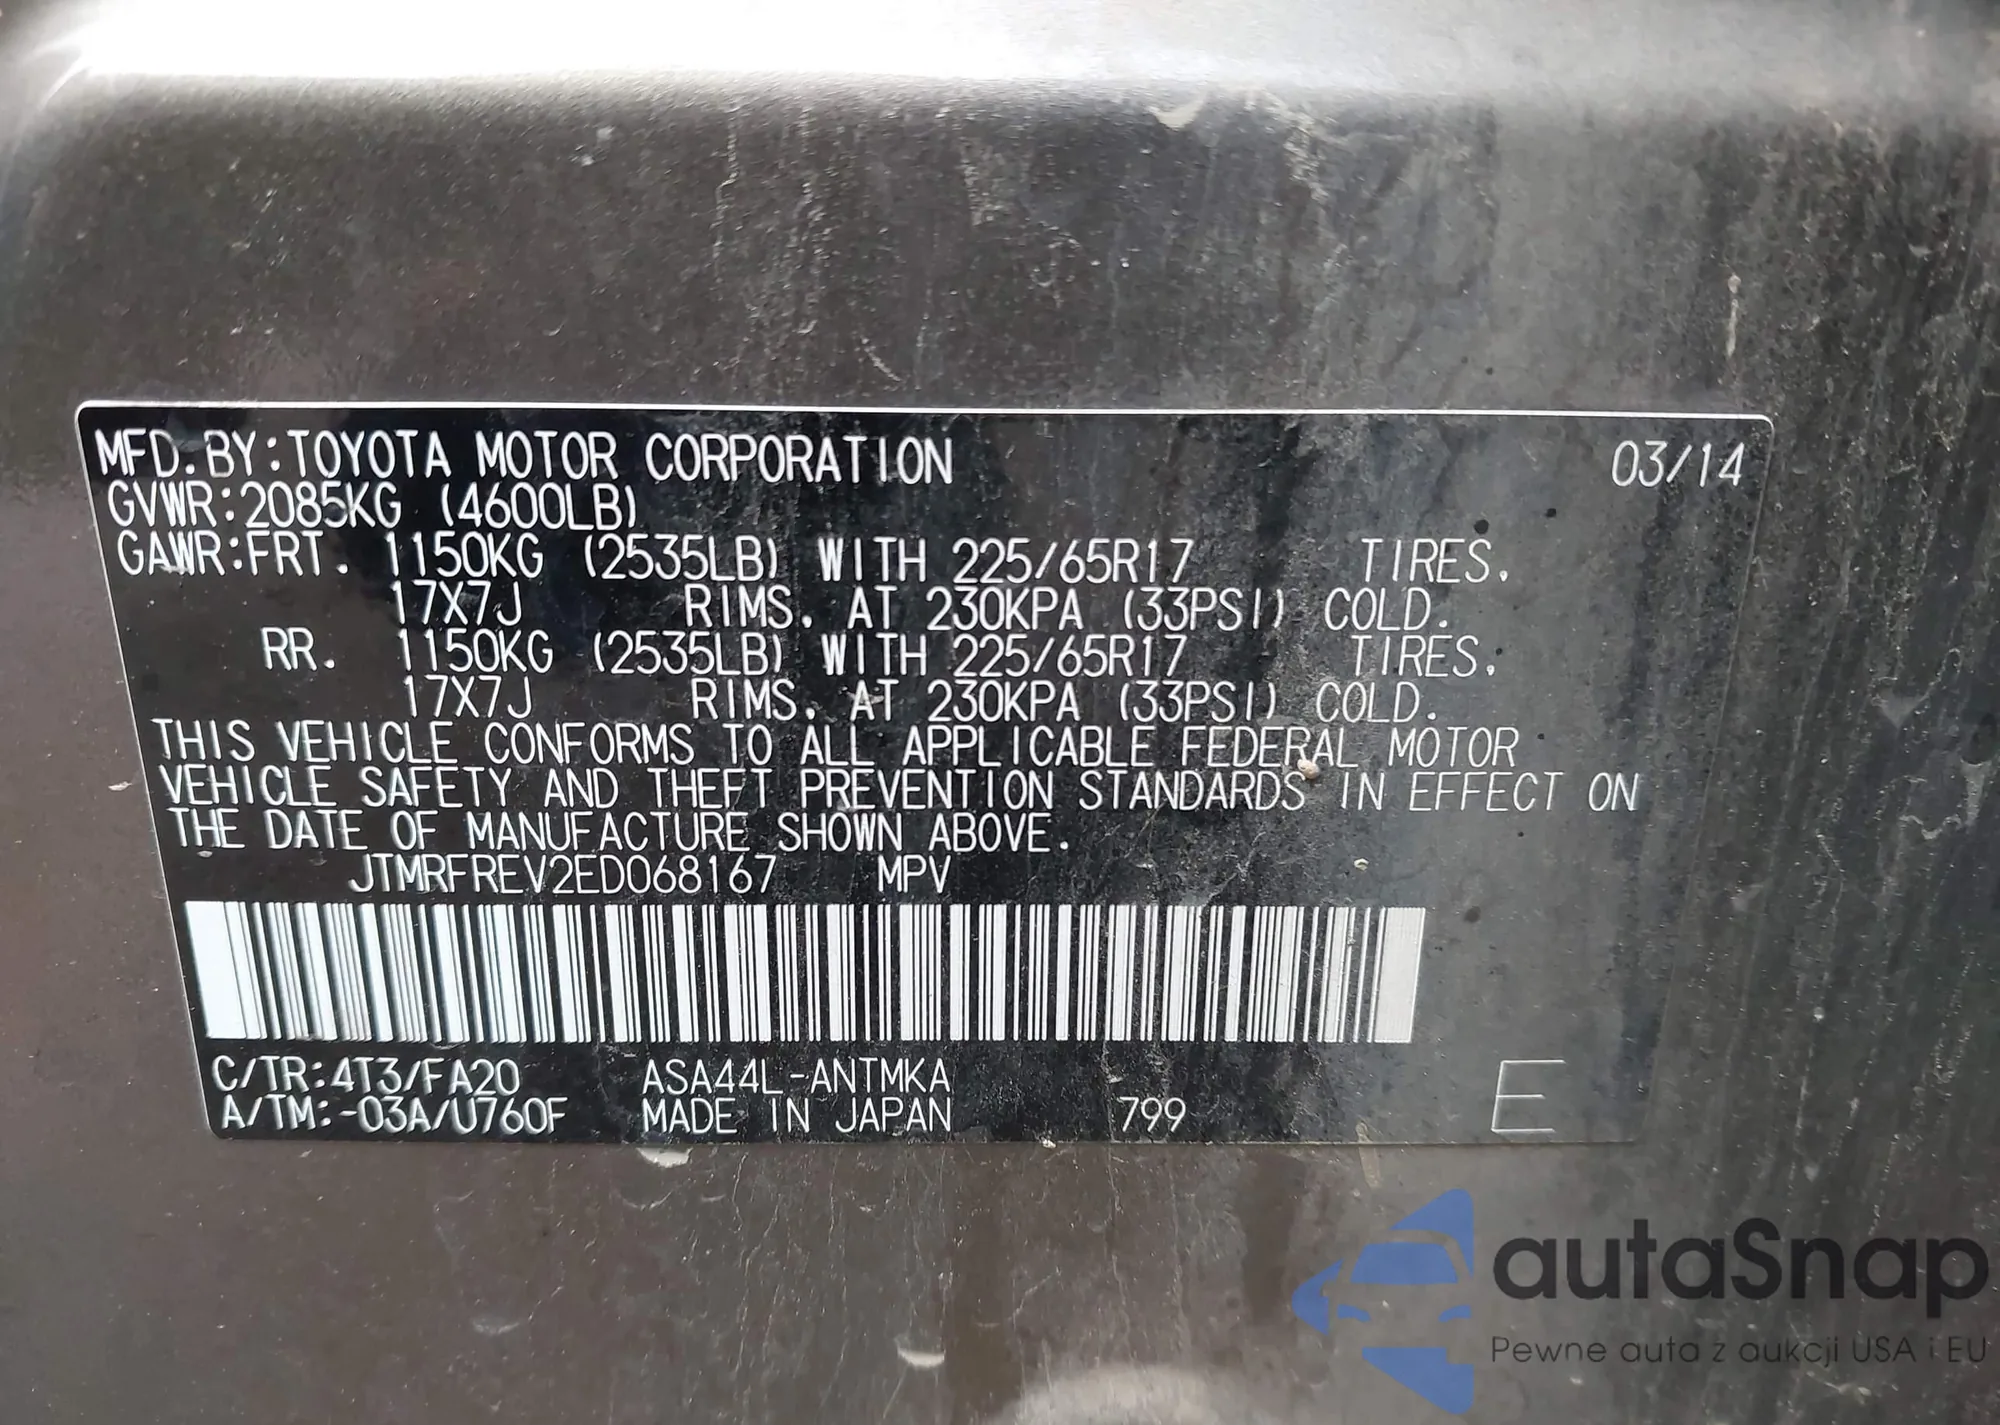 MFD. BY:TOYOTA MOTOR CORPORATION 03/14
GVWR:2085KG (4600LB)
GAWR:FRT. 1150KG (2535LB) WITH 225/65R17 TIRES,
17X7J RIMS, AT 230KPA (33PSI) COLD.
RR. 1150KG (2535LB) WITH 225/65R17 TIRES,
17X7J RIMS, AT 230KPA (33PSI) COLD.
THIS VEHICLE CONFORMS TO ALL APPLICABLE FEDERAL MOTOR
VEHICLE SAFETY AND THEFT PREVENTION STANDARDS IN EFFECT ON
THE DATE OF MANUFACTURE SHOWN ABOVE.
JTMRFREV2ED068167 MPV
C/TR:4T3/FA20 ASA44L-ANTMKA
A/TM:-03A/U760F MADE IN JAPAN 799 E
autaSnap
Pewne auta z aukcji USA i EU